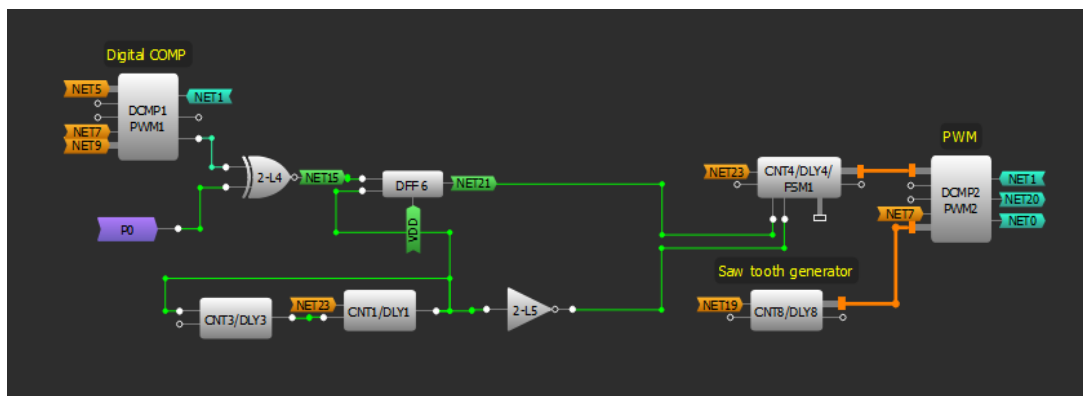 Digital COMP
NET5
NET1
DCMP1
PWM1
NET7
NET9
2-L4
NET15
DFF 6
NET21
VDD
P0
NET23
CNT3/DLY3
CNT1/DLY1
2-L5
NET23
CNT4/DLY4/
FSM1
PWM
DCMP2
PWM2
NET1
NET20
NET0
NET7
Saw tooth generator
NET19
CNT8/DLY8